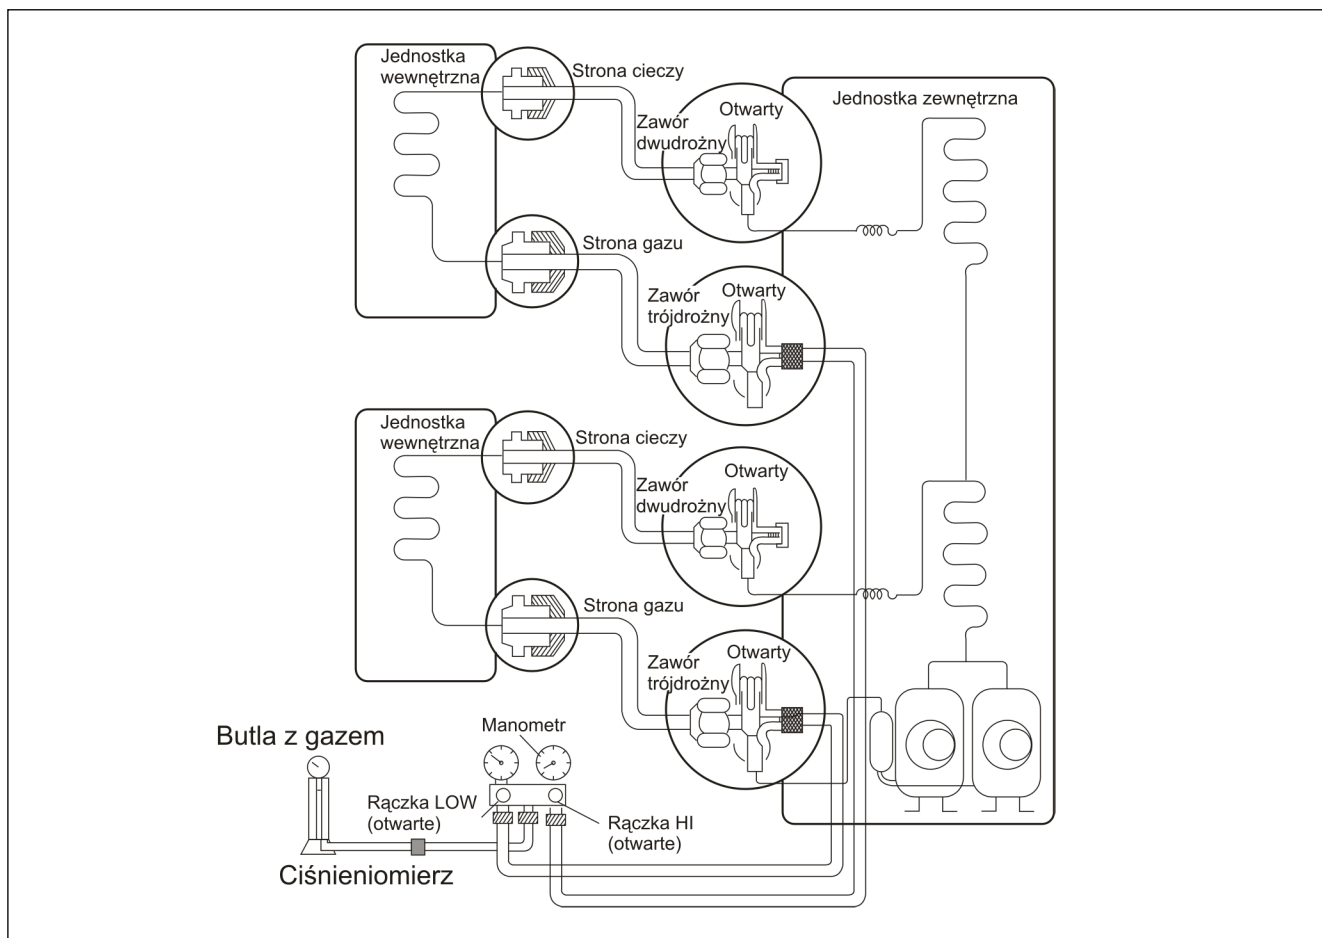 Jednostka
wewnętrzna
Strona cieczy
Zawór
dwudrożny
Otwarty
Jednostka zewnętrzna
Strona gazu
Zawór
trójdrożny
Otwarty
Jednostka
wewnętrzna
Strona cieczy
Zawór
dwudrożny
Otwarty
Strona gazu
Zawór
trójdrożny
Otwarty
Butla z gazem
Manometr
Rączka LOW
(otwarte)
Rączka HI
(otwarte)
Ciśnieniomierz